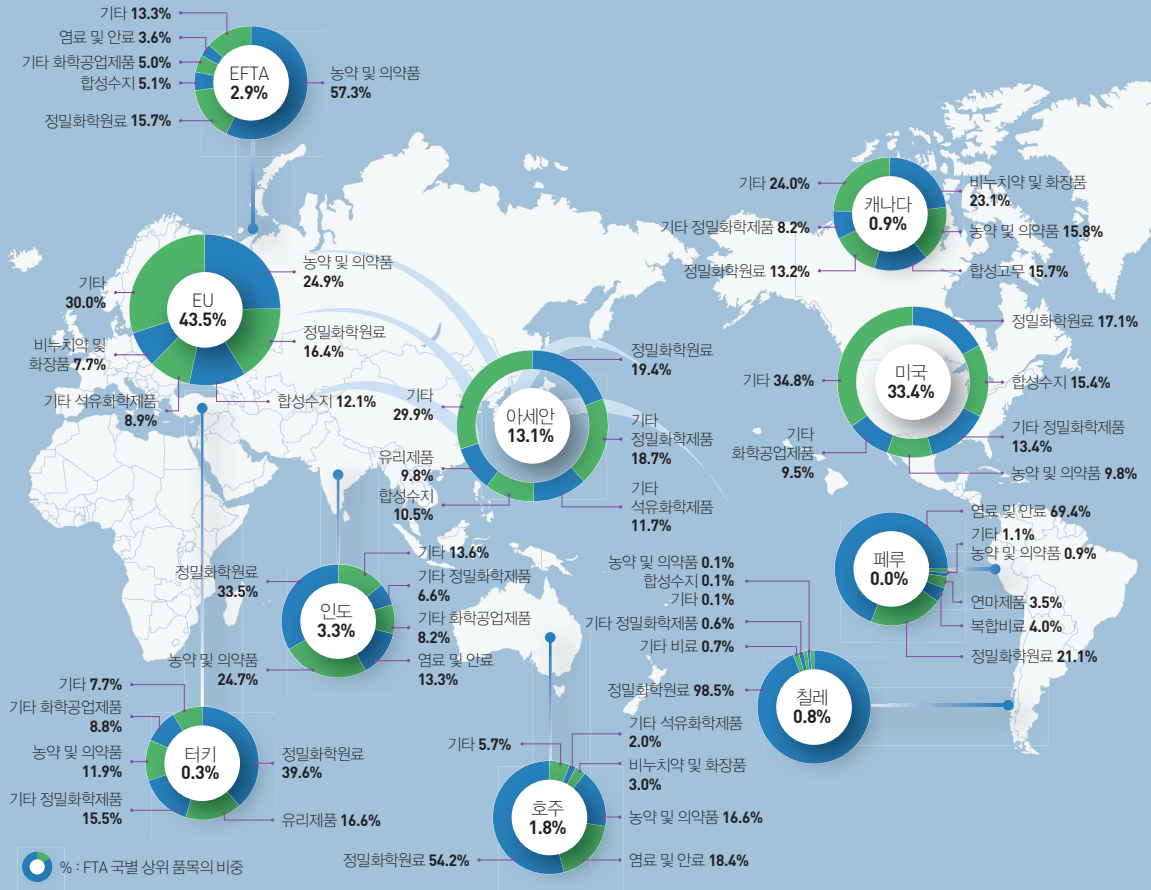 기타 13.3%
염료 및 안료 3.6%
기타 화학공업제품 5.0%
합성수지 5.1%
정밀화학원료 15.7%
EFTA
2.9%
농약 및 의약품
57.3%
기타
30.0%
비누치약 및
화장품 7.7%
기타 석유화학제품
8.9%
EU
43.5%
농약 및 의약품
24.9%
정밀화학원료
16.4%
합성수지 12.1%
기타
29.9%
유리제품
9.8%
합성수지
10.5%
아세안
13.1%
정밀화학원료
19.4%
기타
정밀화학제품
18.7%
기타
석유화학제품
11.7%
기타 24.0%
기타 정밀화학제품 8.2%
정밀화학원료 13.2%
캐나다
0.9%
비누치약 및 화장품
23.1%
농약 및 의약품 15.8%
합성고무 15.7%
기타 34.8%
기타
화학공업제품
9.5%
미국
33.4%
정밀화학원료 17.1%
합성수지 15.4%
기타 정밀화학제품
13.4%
농약 및 의약품 9.8%
페루
0.0%
염료 및 안료 69.4%
기타 1.1%
농약 및 의약품 0.9%
연마제품 3.5%
복합비료 4.0%
정밀화학원료 21.1%
농약 및 의약품 0.1%
합성수지 0.1%
기타 0.1%
기타 정밀화학제품 0.6%
기타 비료 0.7%
정밀화학원료 98.5%
칠레
0.8%
정밀화학원료
33.5%
농약 및 의약품
24.7%
인도
3.3%
기타 13.6%
기타 정밀화학제품
6.6%
기타 화학공업제품
8.2%
염료 및 안료
13.3%
기타 7.7%
기타 화학공업제품
8.8%
농약 및 의약품
11.9%
기타 정밀화학제품
15.5%
터키
0.3%
정밀화학원료
39.6%
유리제품 16.6%
기타 5.7%
정밀화학원료 54.2%
호주
1.8%
기타 석유화학제품
2.0%
비누치약 및 화장품
3.0%
농약 및 의약품 16.6%
염료 및 안료 18.4%
% : FTA 국별 상위 품목의 비중